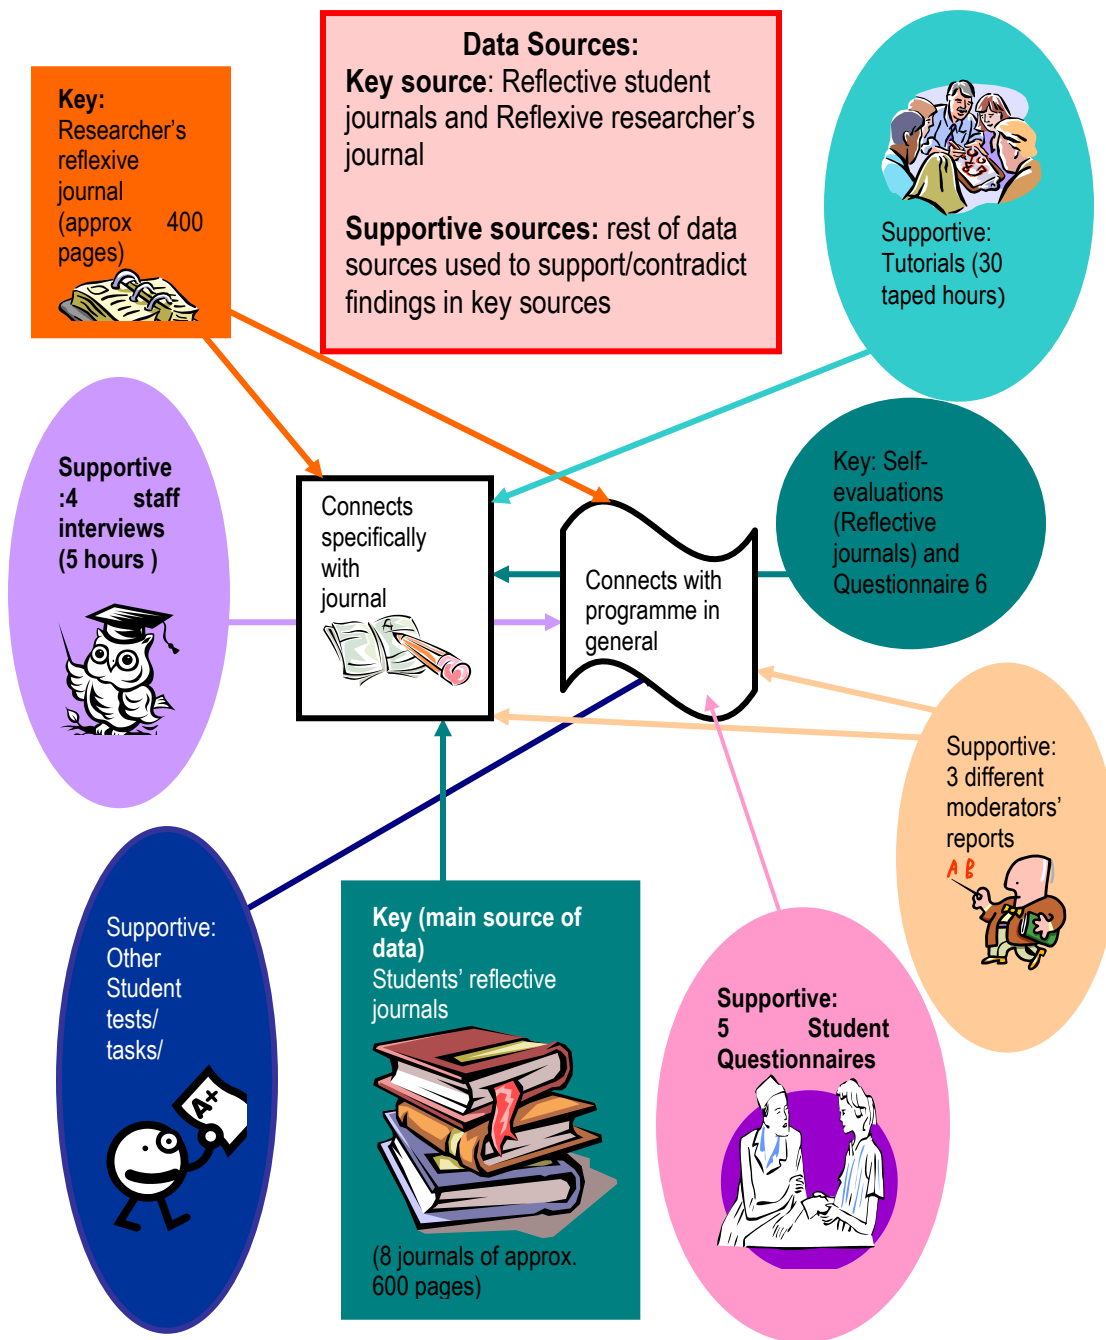 Data Sources:
Key source: Reflective student
journals and Reflexive researcher's
journal
Supportive sources: rest of data
sources used to support/contradict
findings in key sources
Key:
Researcher's
reflexive
journal
(approx 400
pages)
Supportive:
Tutorials (30
taped hours)
Supportive
:4 staff
interviews
(5 hours )
Connects
specifically
with
journal
Connects with
programme in
general
Key: Self-
evaluations
(Reflective
journals) and
Questionnaire 6
Supportive:
3 different
moderators'
reports
A B
Supportive:
Other
Student
tests/
tasks/
A+
Key (main source of
data)
Students' reflective
journals
(8 journals of approx.
600 pages)
Supportive:
5 Student
Questionnaires